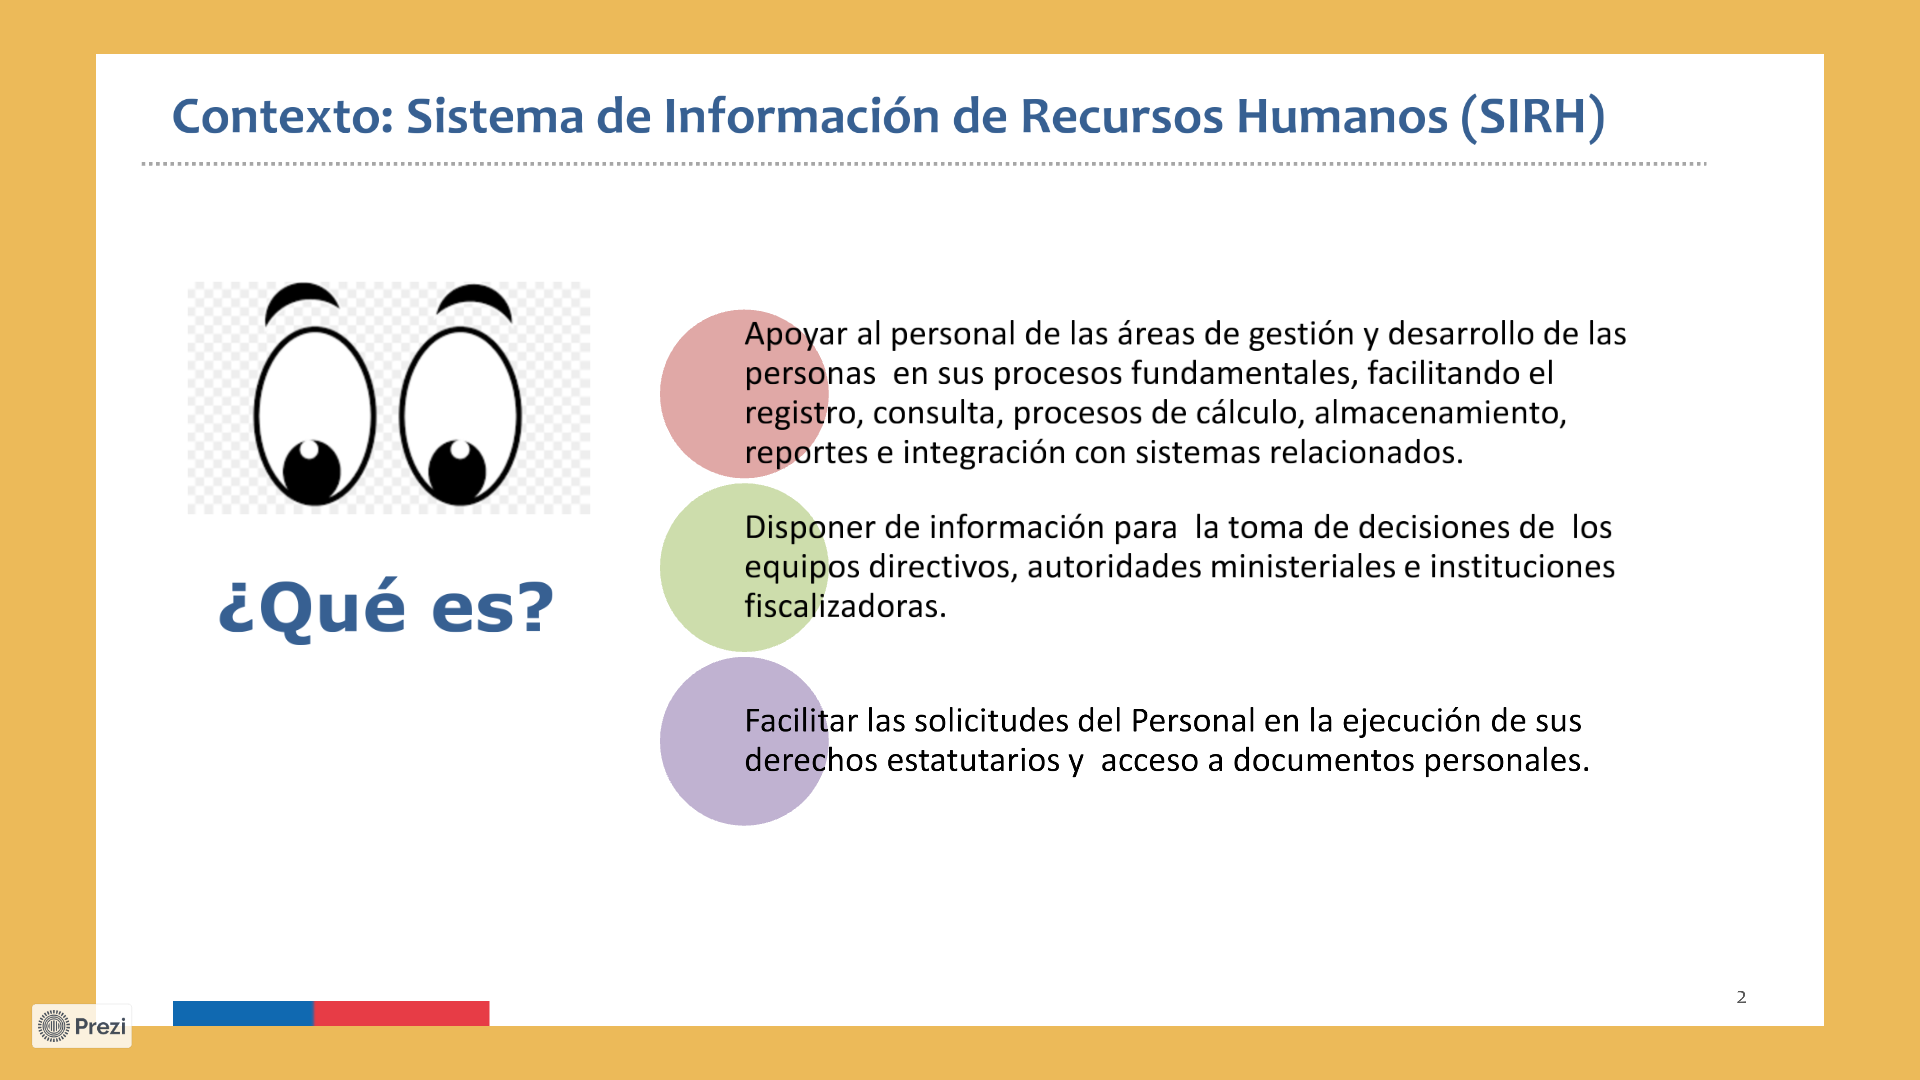 Contexto: Sistema de Información de Recursos Humanos (SIRH)
¿Qué es?
Apoyar al personal de las áreas de gestión y desarrollo de las
personas  en sus procesos fundamentales, facilitando el
registro, consulta, procesos de cálculo, almacenamiento,
reportes e integración con sistemas relacionados.
Disponer de información para  la toma de decisiones de  los
equipos directivos, autoridades ministeriales e instituciones
fiscalizadoras.
Facilitar las solicitudes del Personal en la ejecución de sus
derechos estatutarios y  acceso a documentos personales.
2
Prezi